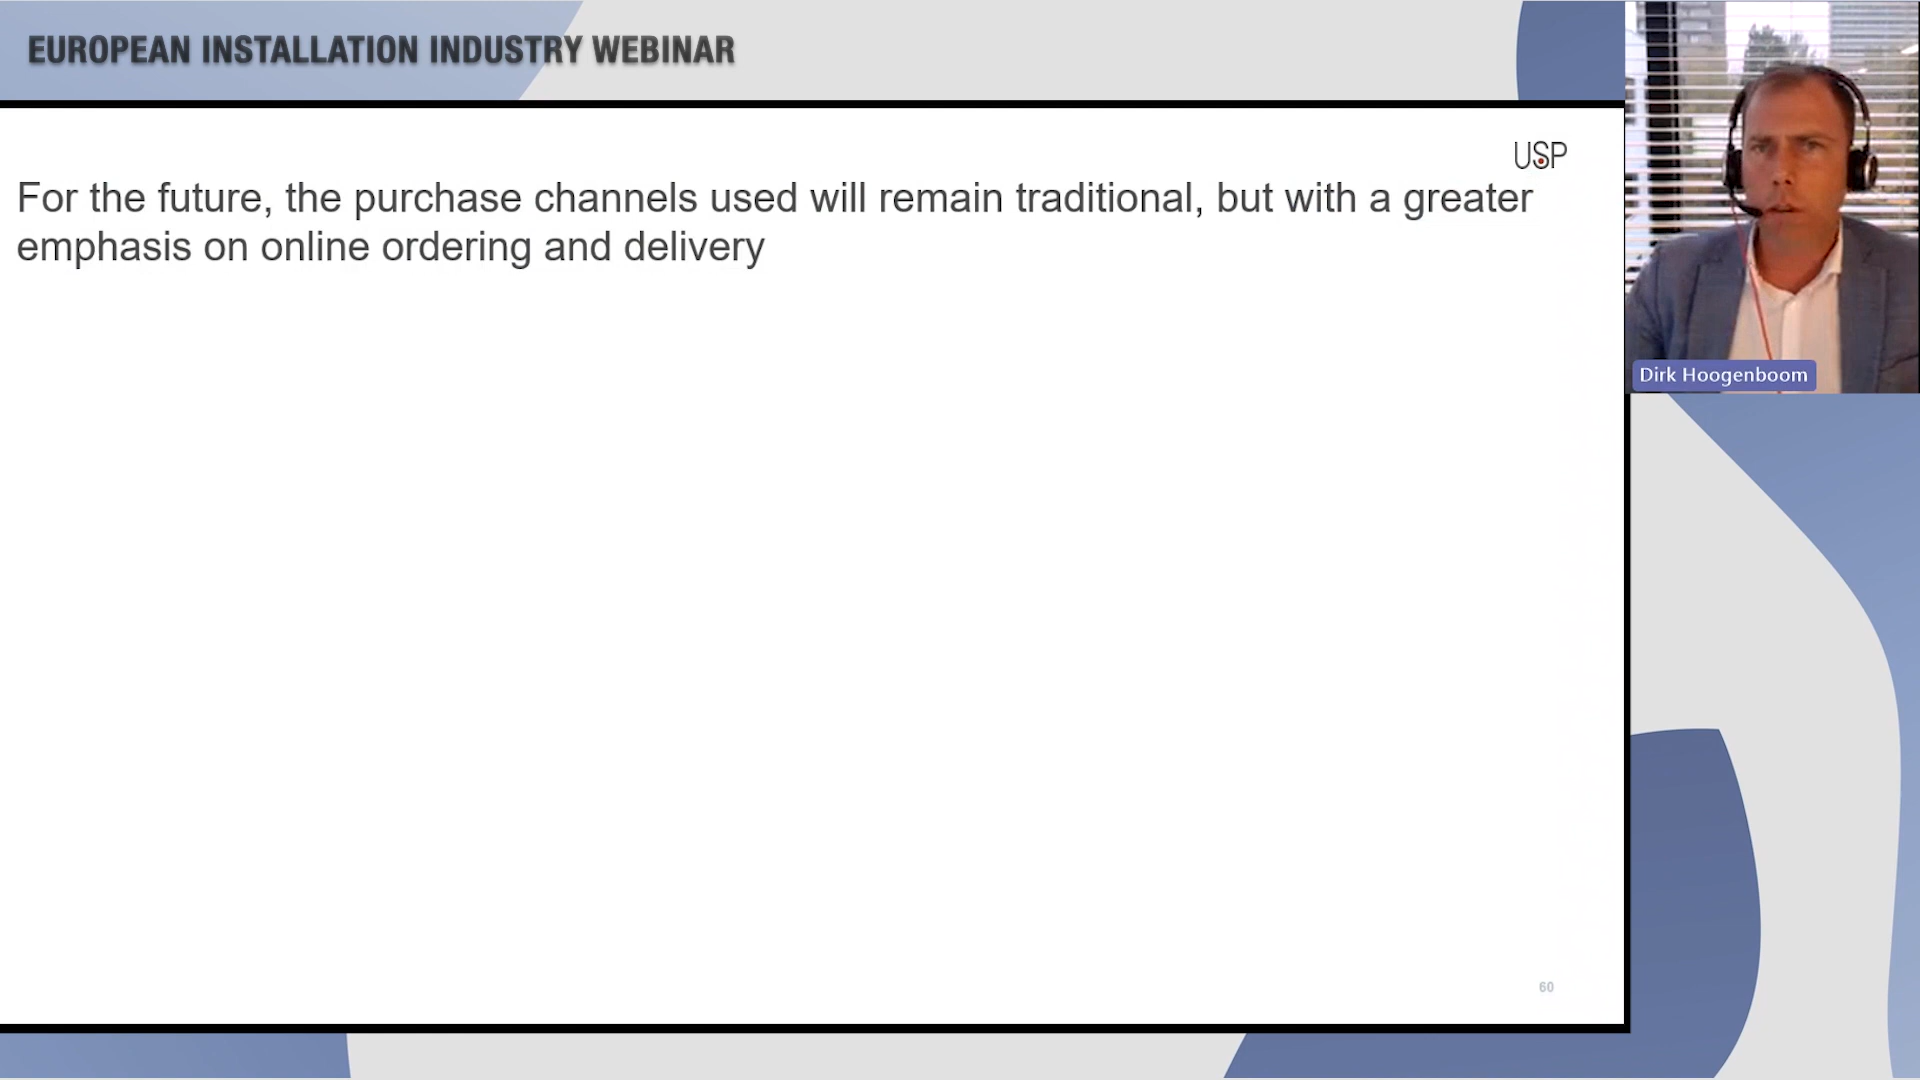 EUROPEAN INSTALLATION INDUSTRY WEBINAR
USP
For the future, the purchase channels used will remain traditional, but with a greater
emphasis on online ordering and delivery
Dirk Hoogenboom
60